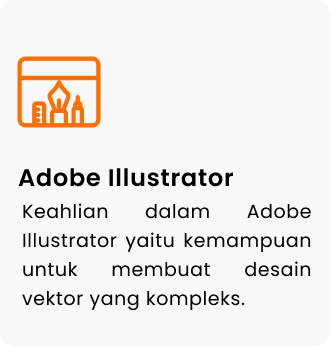 Adobe Illustrator
Keahlian dalam Adobe
Illustrator yaitu kemampuan
untuk membuat desain
vektor yang kompleks.